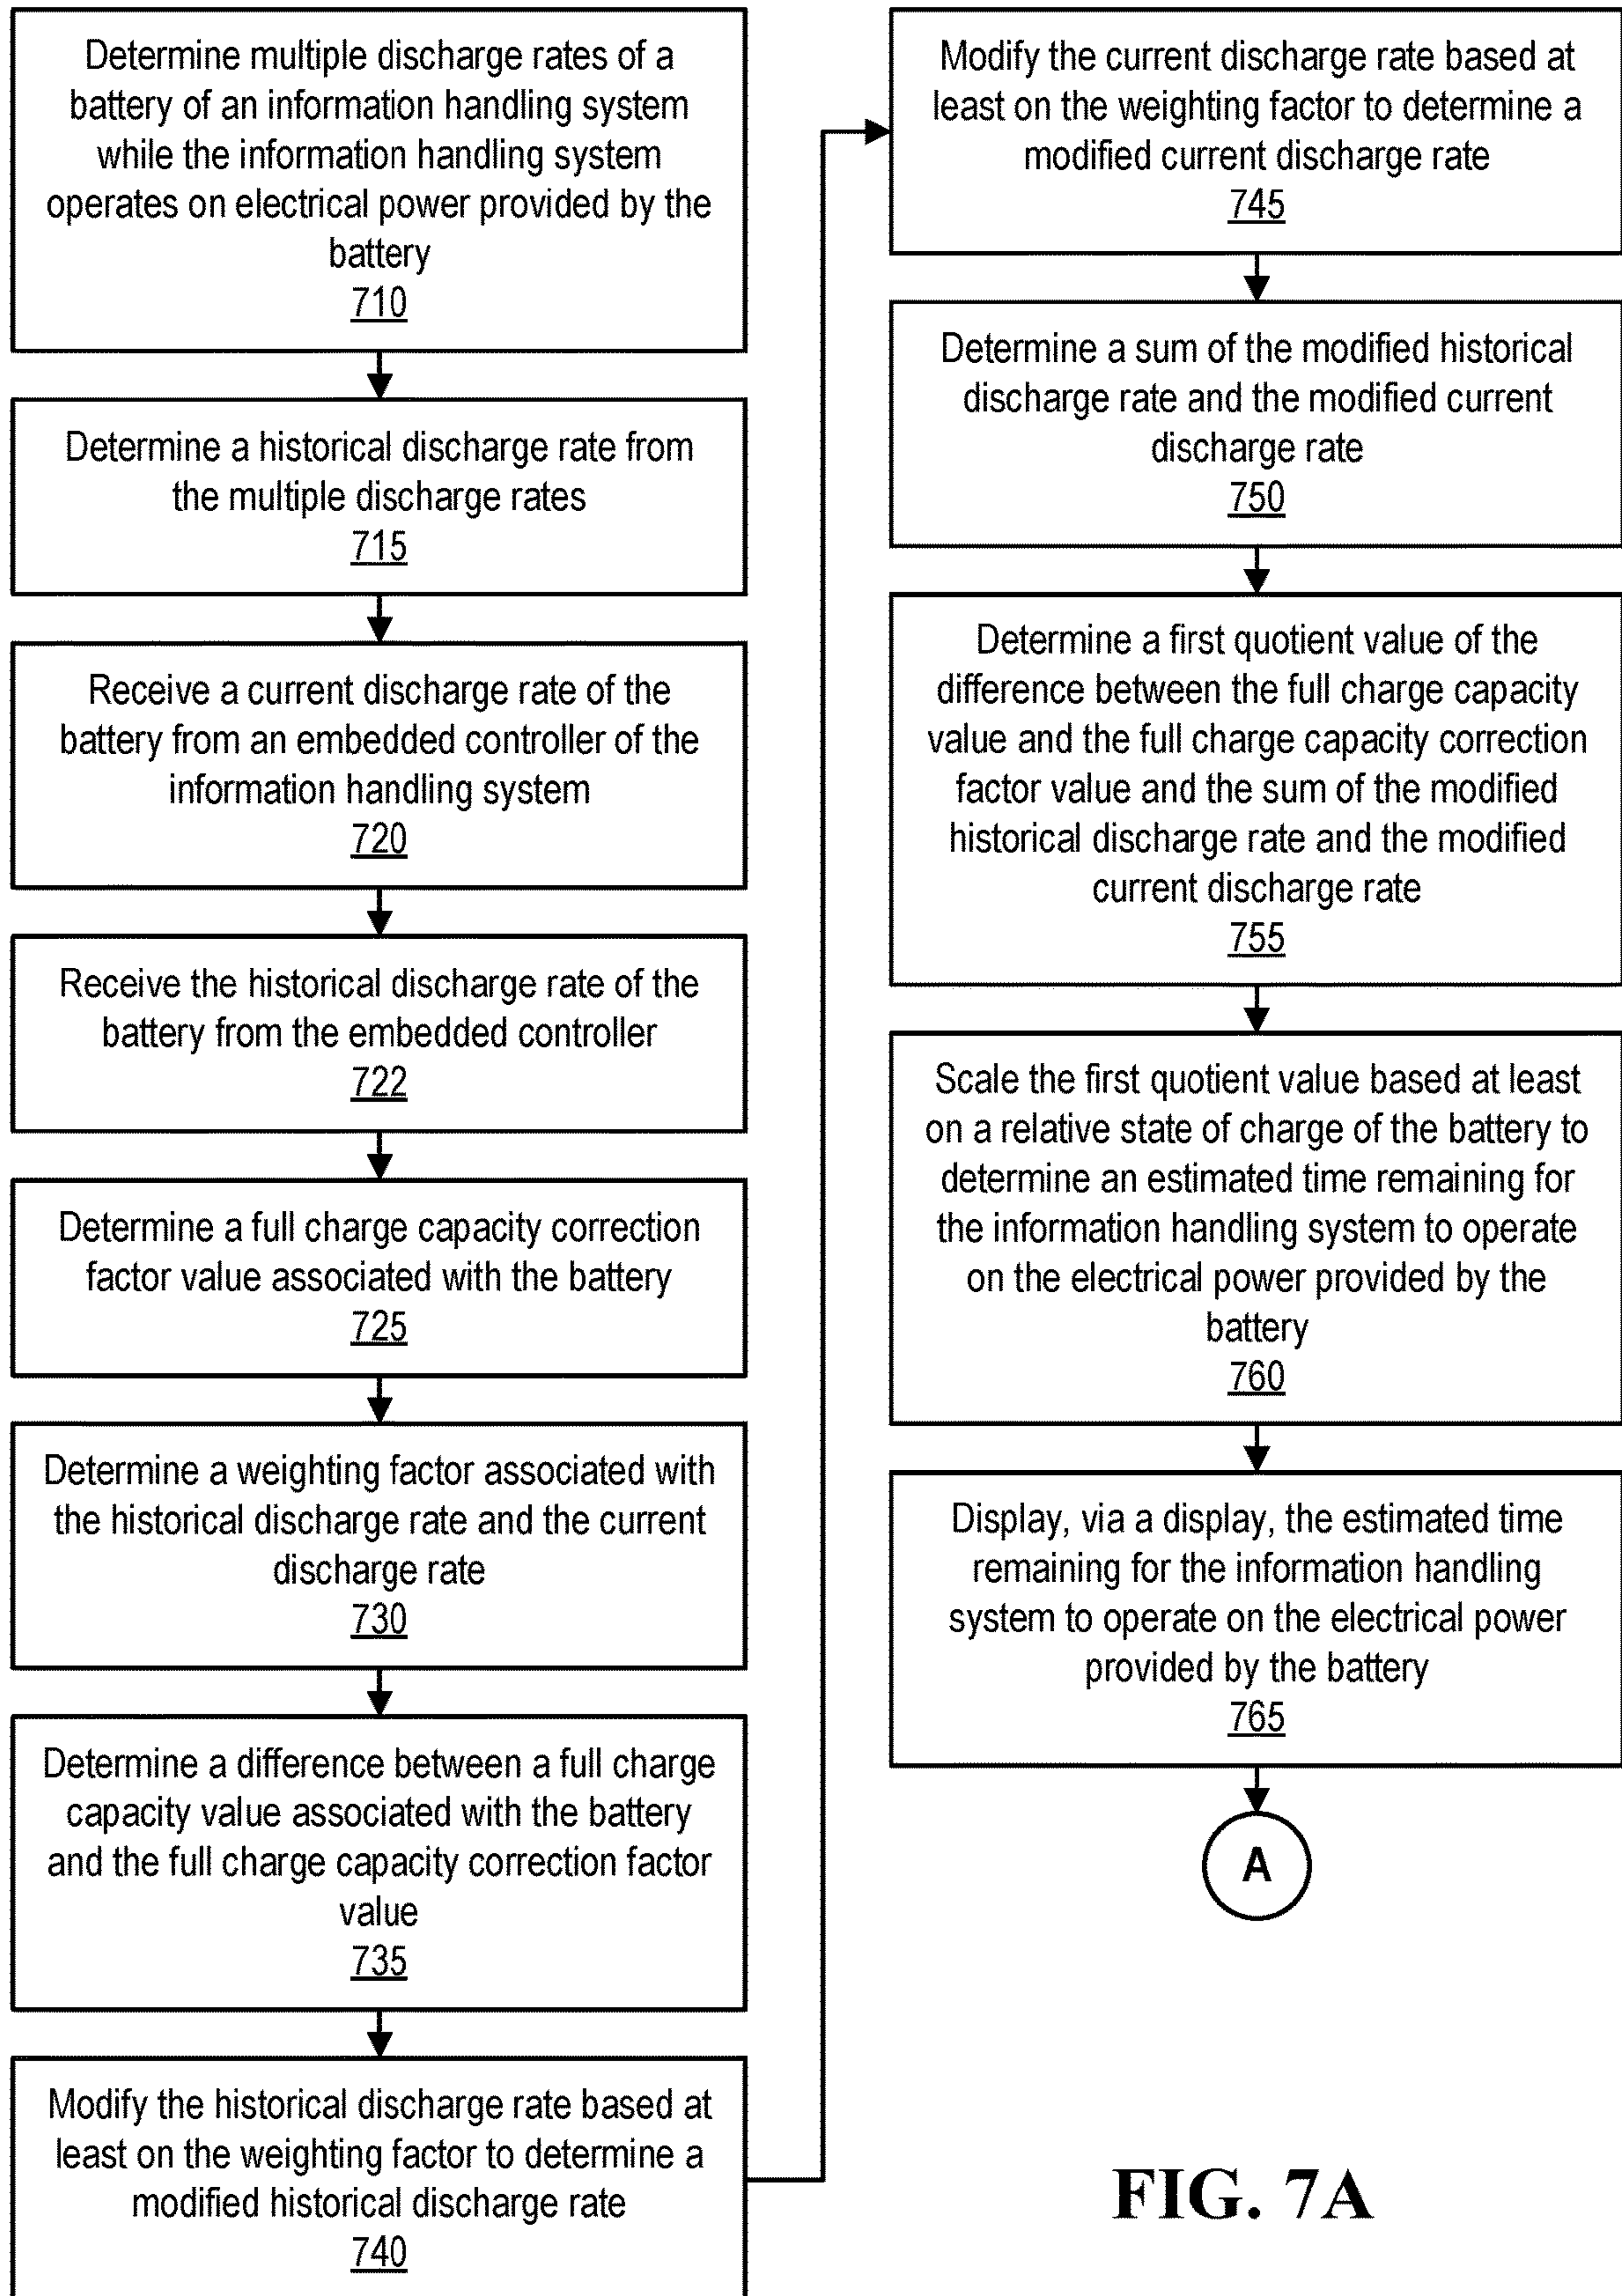 Determine multiple discharge rates of a
battery of an information handling system
while the information handling system
operates on electrical power provided by the
battery
710
Determine a historical discharge rate from
the multiple discharge rates
715
Receive a current discharge rate of the
battery from an embedded controller of the
information handling system
720
Receive the historical discharge rate of the
battery from the embedded controller
722
Determine a full charge capacity correction
factor value associated with the battery
725
Determine a weighting factor associated with
the historical discharge rate and the current
discharge rate
730
Determine a difference between a full charge
capacity value associated with the battery
and the full charge capacity correction factor
value
735
Modify the historical discharge rate based at
least on the weighting factor to determine a
modified historical discharge rate
740
Modify the current discharge rate based at
least on the weighting factor to determine a
modified current discharge rate
745
Determine a sum of the modified historical
discharge rate and the modified current
discharge rate
750
Determine a first quotient value of the
difference between the full charge capacity
value and the full charge capacity correction
factor value and the sum of the modified
historical discharge rate and the modified
current discharge rate
755
Scale the first quotient value based at least
on a relative state of charge of the battery to
determine an estimated time remaining for
the information handling system to operate
on the electrical power provided by the
battery
760
Display, via a display, the estimated time
remaining for the information handling
system to operate on the electrical power
provided by the battery
765
A
FIG. 7A